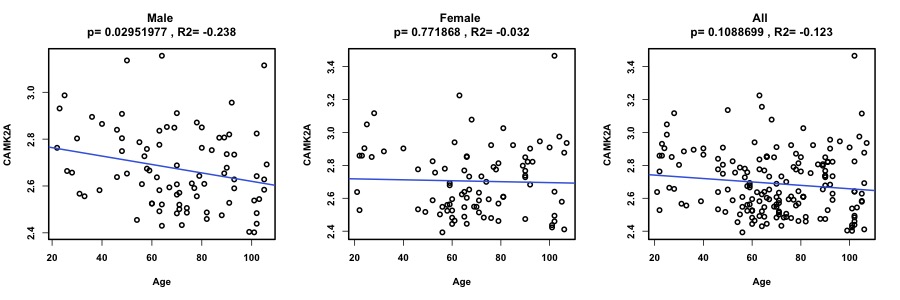 Male
p= 0.02951977 , R2= -0.238
CAMK2A
3.0
2.8
2.6
2.4
20 40 60 80 100
Age
Female
p= 0.771868 , R2= -0.032
CAMK2A
3.4
3.2
3.0
2.8
2.6
2.4
20 40 60 80 100
Age
All
p= 0.1088699 , R2= -0.123
CAMK2A
3.4
3.2
3.0
2.8
2.6
2.4
20 40 60 80 100
Age